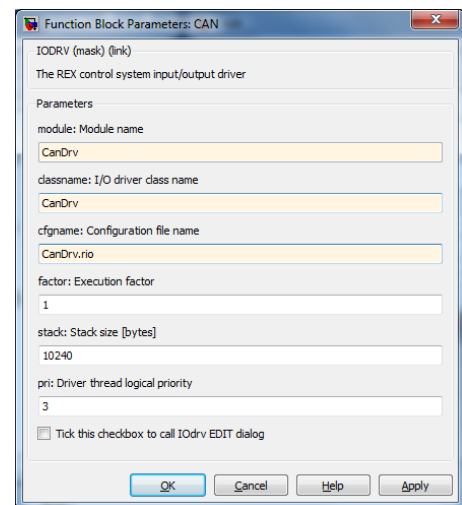 Function Block Parameters: CAN
IODRV (mask) (link)
The REX control system input/output driver
Parameters
module: Module name
CanDrv
classname: I/O driver class name
CanDrv
cfgname: Configuration file name
CanDrv.rio
factor: Execution factor
1
stack: Stack size [bytes]
10240
pri: Driver thread logical priority
3
Tick this checkbox to call IOdrv EDIT dialog
OK Cancel Help Apply